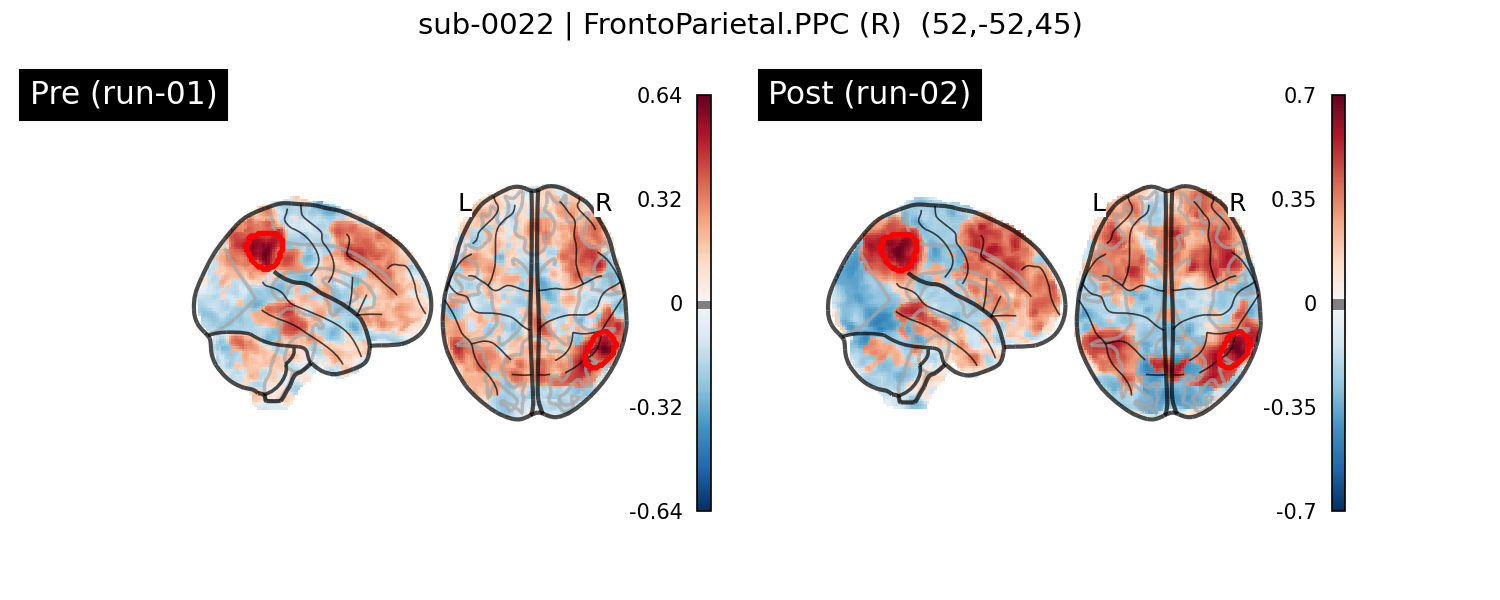 sub-0022 | FrontoParietal.PPC (R)  (52,-52,45)
Pre (run-01)
Post (run-02)
L
R
0.64
0.32
0
-0.32
-0.64
L
R
0.7
0.35
0
-0.35
-0.7